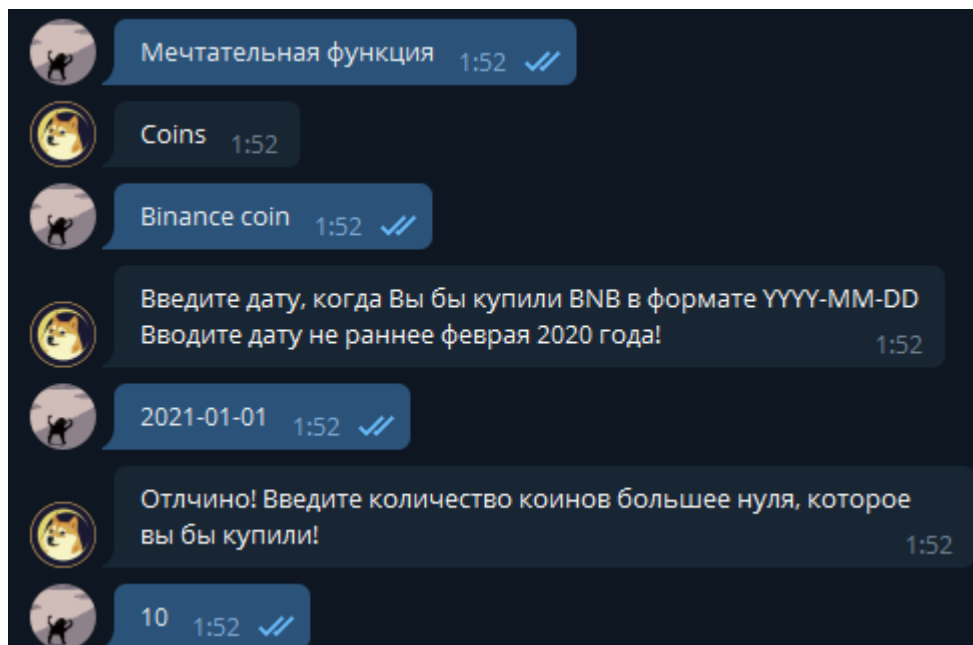 Мечтательная функция 1:52
Coins 1:52
Binance coin 1:52
Введите дату, когда Вы бы купили BNB в формате YYYY-MM-DD
Вводите дату не раннее феврая 2020 года! 1:52
2021-01-01 1:52
Отлчино! Введите количество коинов большее нуля, которое
вы бы купили! 1:52
10 1:52